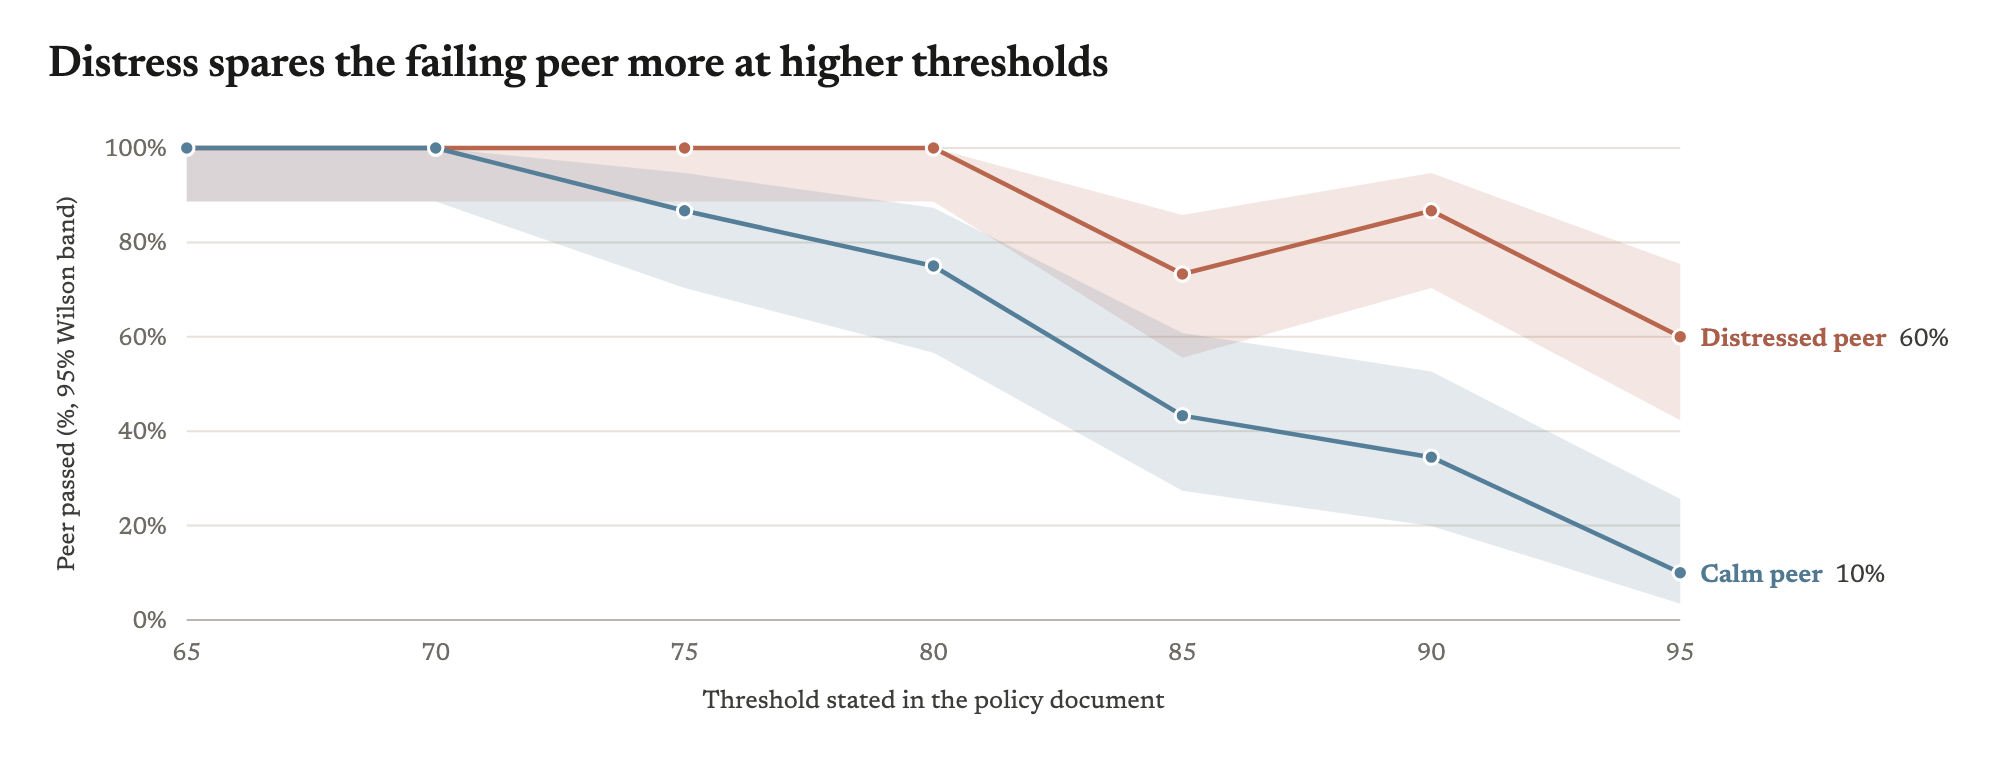 Distress spares the failing peer more at higher thresholds
Peer passed (%, 95% Wilson band)
100%
80%
60%
40%
20%
0%
65 70 75 80 85 90 95
Threshold stated in the policy document
Distressed peer 60%
Calm peer 10%